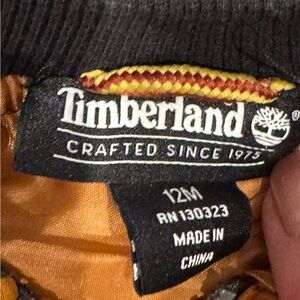 Timberland ®
CRAFTED SINCE 1973
12M
RN 130323
MADE IN
CHINA